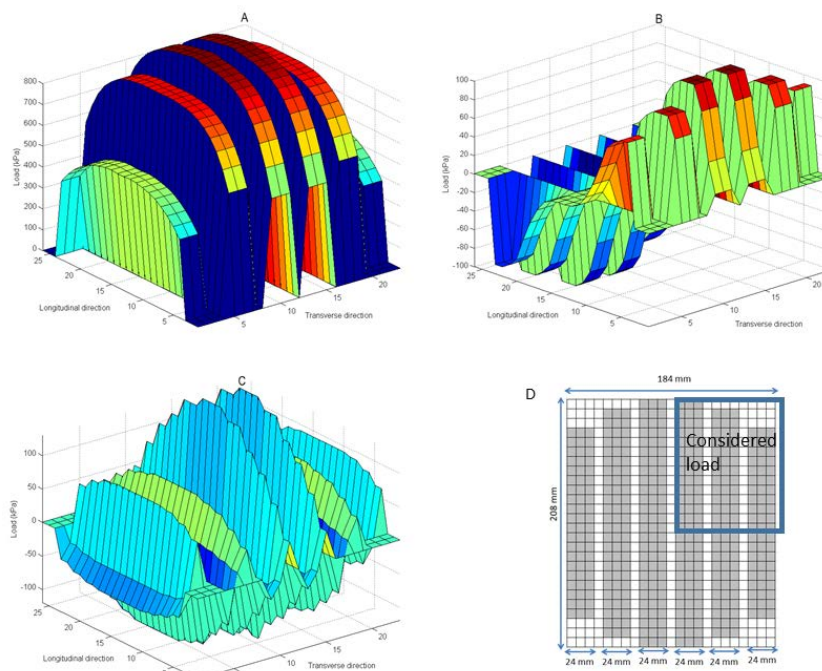 A
Load (kPa)
800
700
600
500
400
300
200
100
0
25
20
15
10
5
Longitudinal direction
5
10
15
20
Transverse direction
B
Load (kPa)
100
80
60
40
20
0
-20
-40
-60
-80
-100
25
20
15
10
5
Longitudinal direction
5
10
15
20
Transverse direction
C
Load (kPa)
100
50
0
-50
-100
25
20
15
10
5
Longitudinal direction
5
10
15
20
Transverse direction
D
184 mm
208 mm
Considered
load
24 mm 24 mm 24 mm 24 mm 24 mm 24 mm